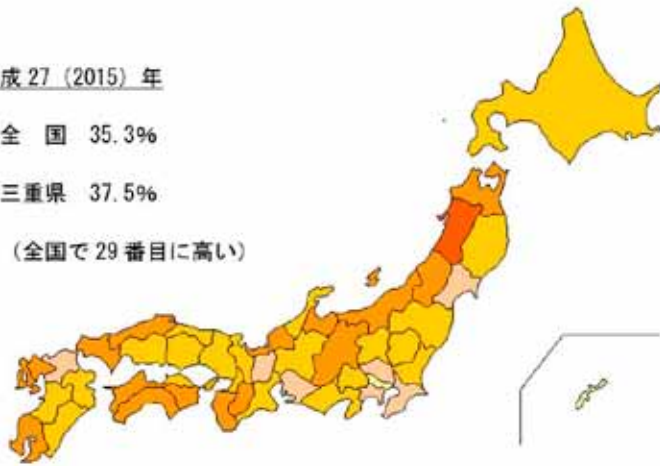 成 27（2015）年
全　国　35.3%
三重県　37.5%
（全国で 29 番目に高い）